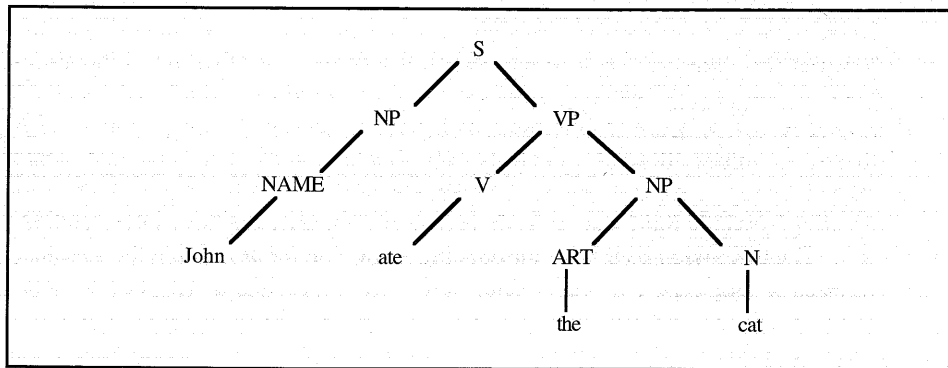 S
NP VP
NAME V NP
John ate ART N
the cat